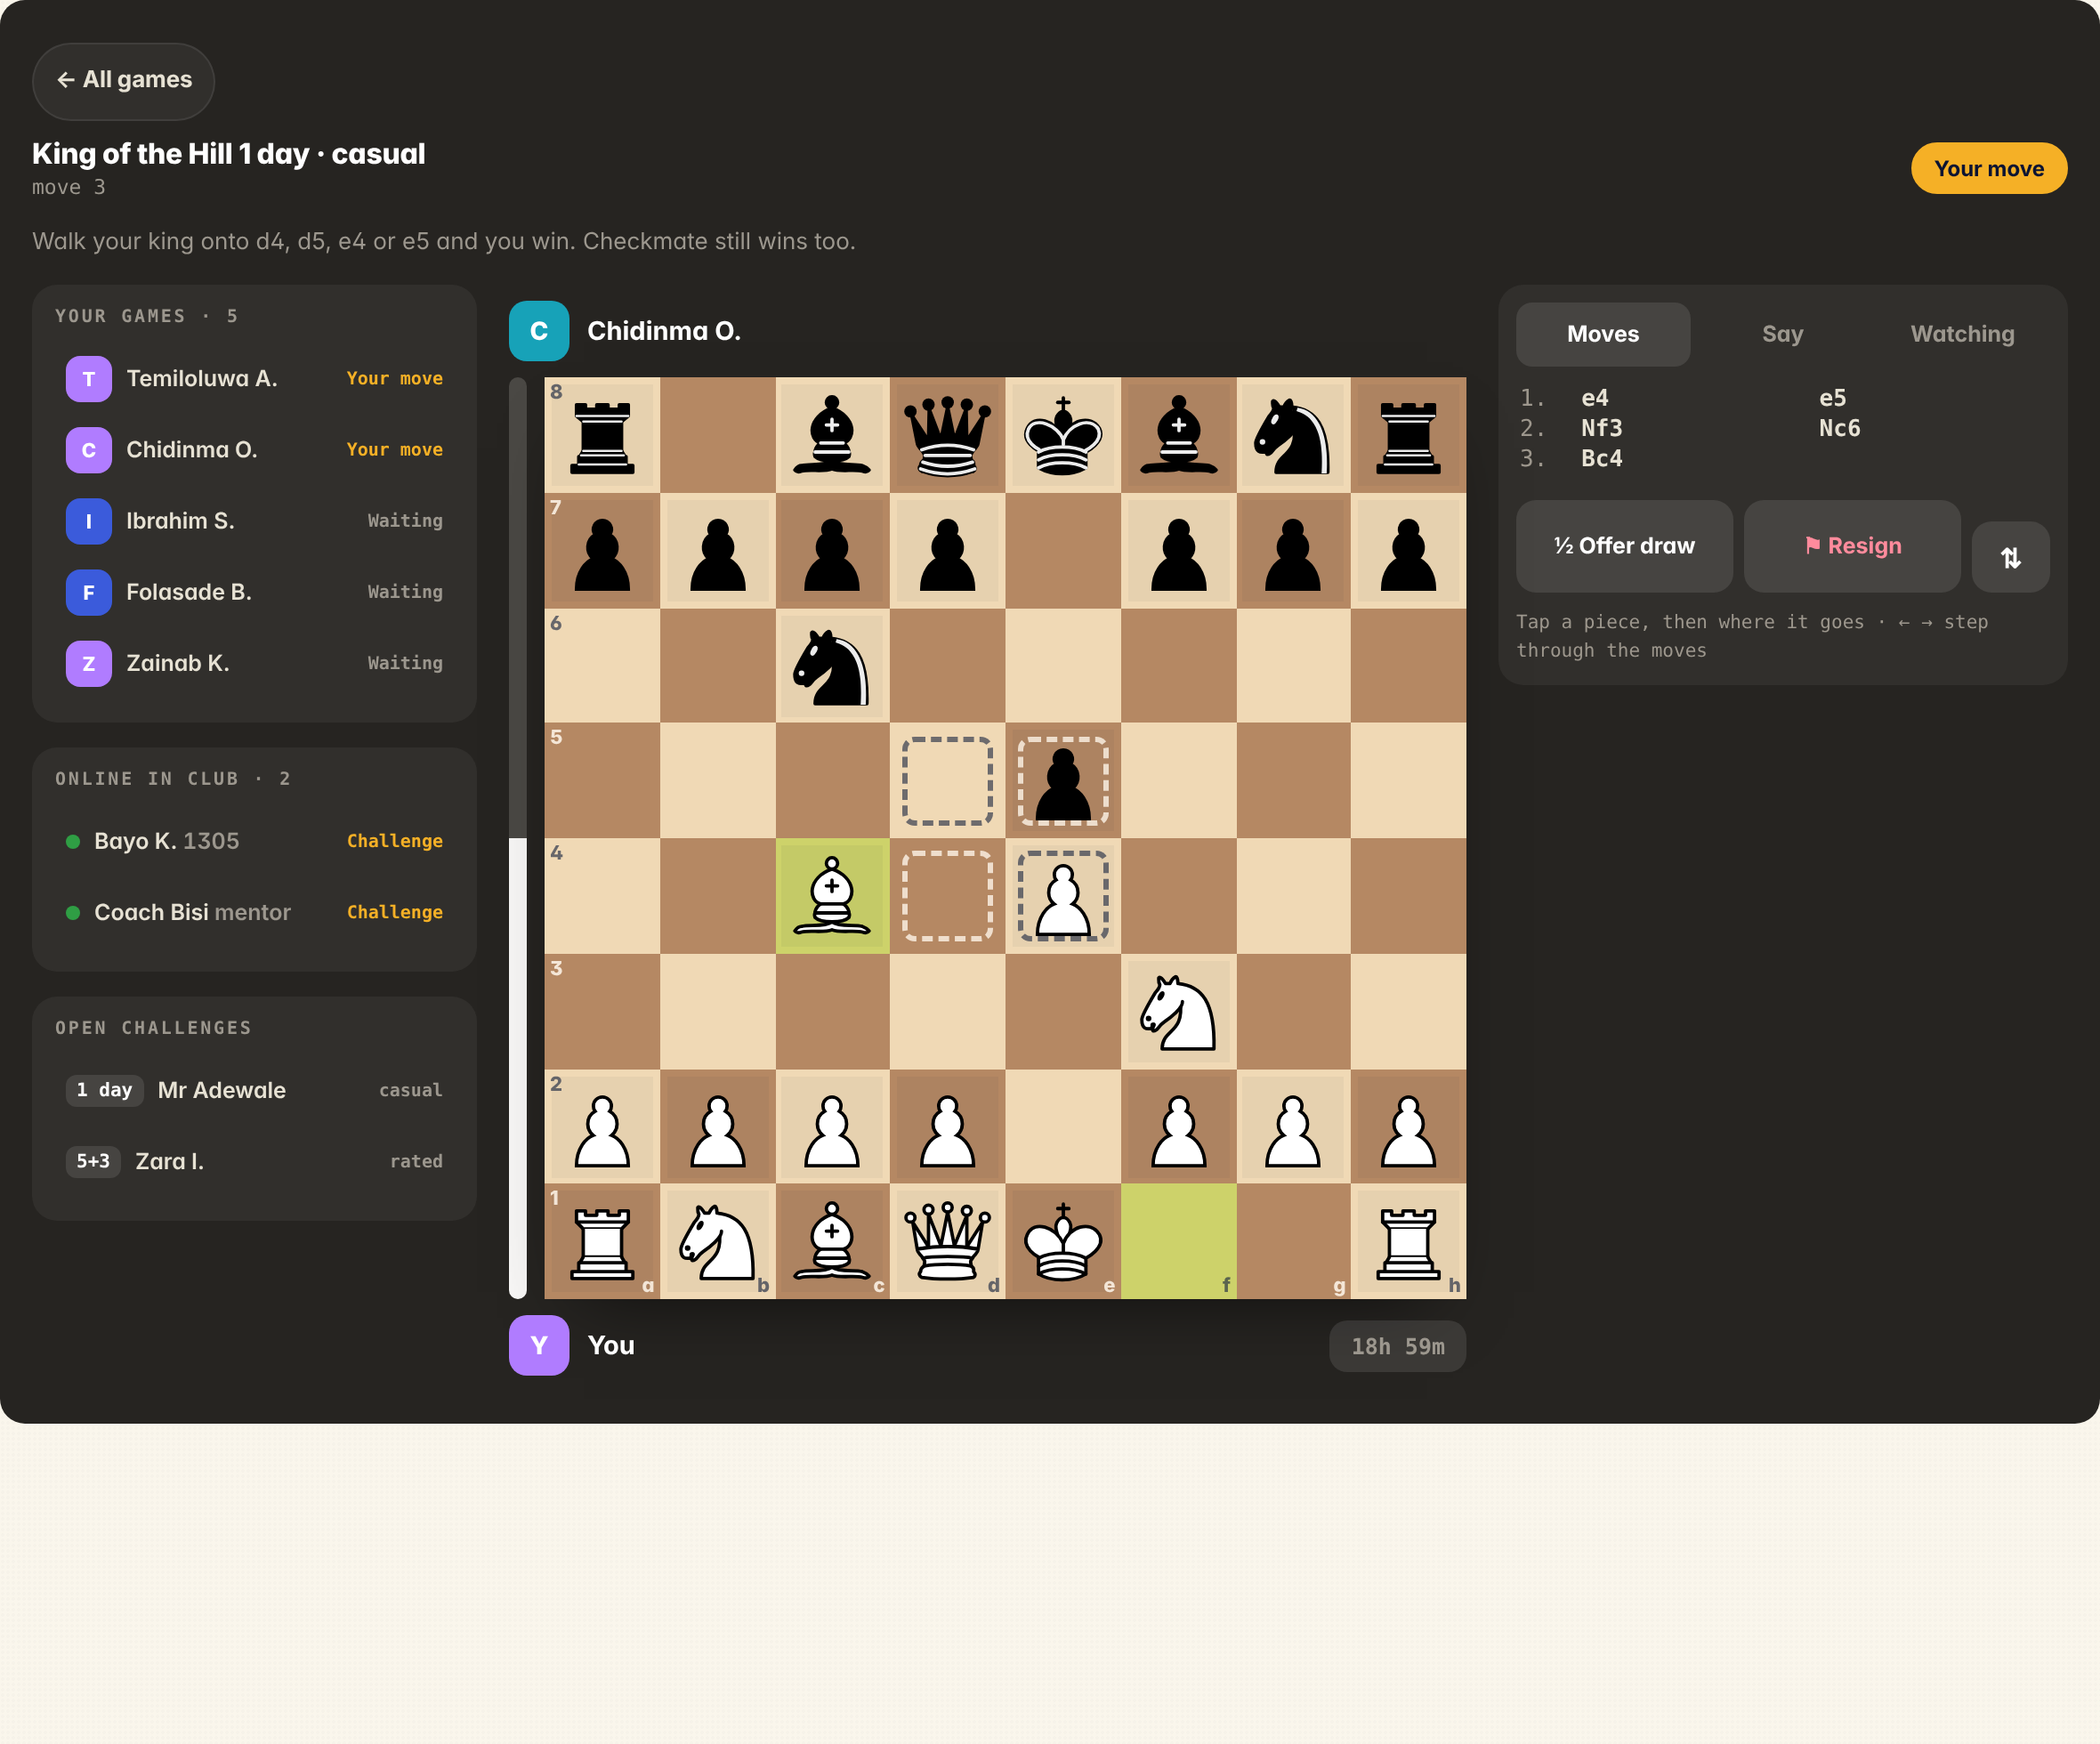 ← All games
King of the Hill 1 day · casual
move 3
Your move
Walk your king onto d4, d5, e4 or e5 and you win. Checkmate still wins too.
YOUR GAMES · 5
T Temiloluwa A. Your move
C Chidinma O. Your move
I Ibrahim S. Waiting
F Folasade B. Waiting
Z Zainab K. Waiting
ONLINE IN CLUB · 2
Bayo K. 1305 Challenge
Coach Bisi mentor Challenge
OPEN CHALLENGES
1 day Mr Adewale casual
5+3 Zara I. rated
C Chidinma O.
8
7
6
5
4
3
2
1
a b c d e f g h
Y You 18h 59m
Moves Say Watching
1. e4 e5
2. Nf3 Nc6
3. Bc4
½ Offer draw ⚑ Resign ⇅
Tap a piece, then where it goes · ← → step
through the moves